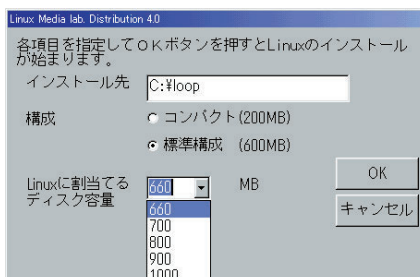 Linux Media lab. Distribution 4.0
各項目を指定してＯＫボタンを押すとLinuxのインストール
が始まります。
インストール先 C:¥loop
構成 コンパクト(200MB)
標準構成 (600MB)
Linuxに割当てる
ディスク容量 660 MB
660
700
800
900
1000
OK
キャンセル